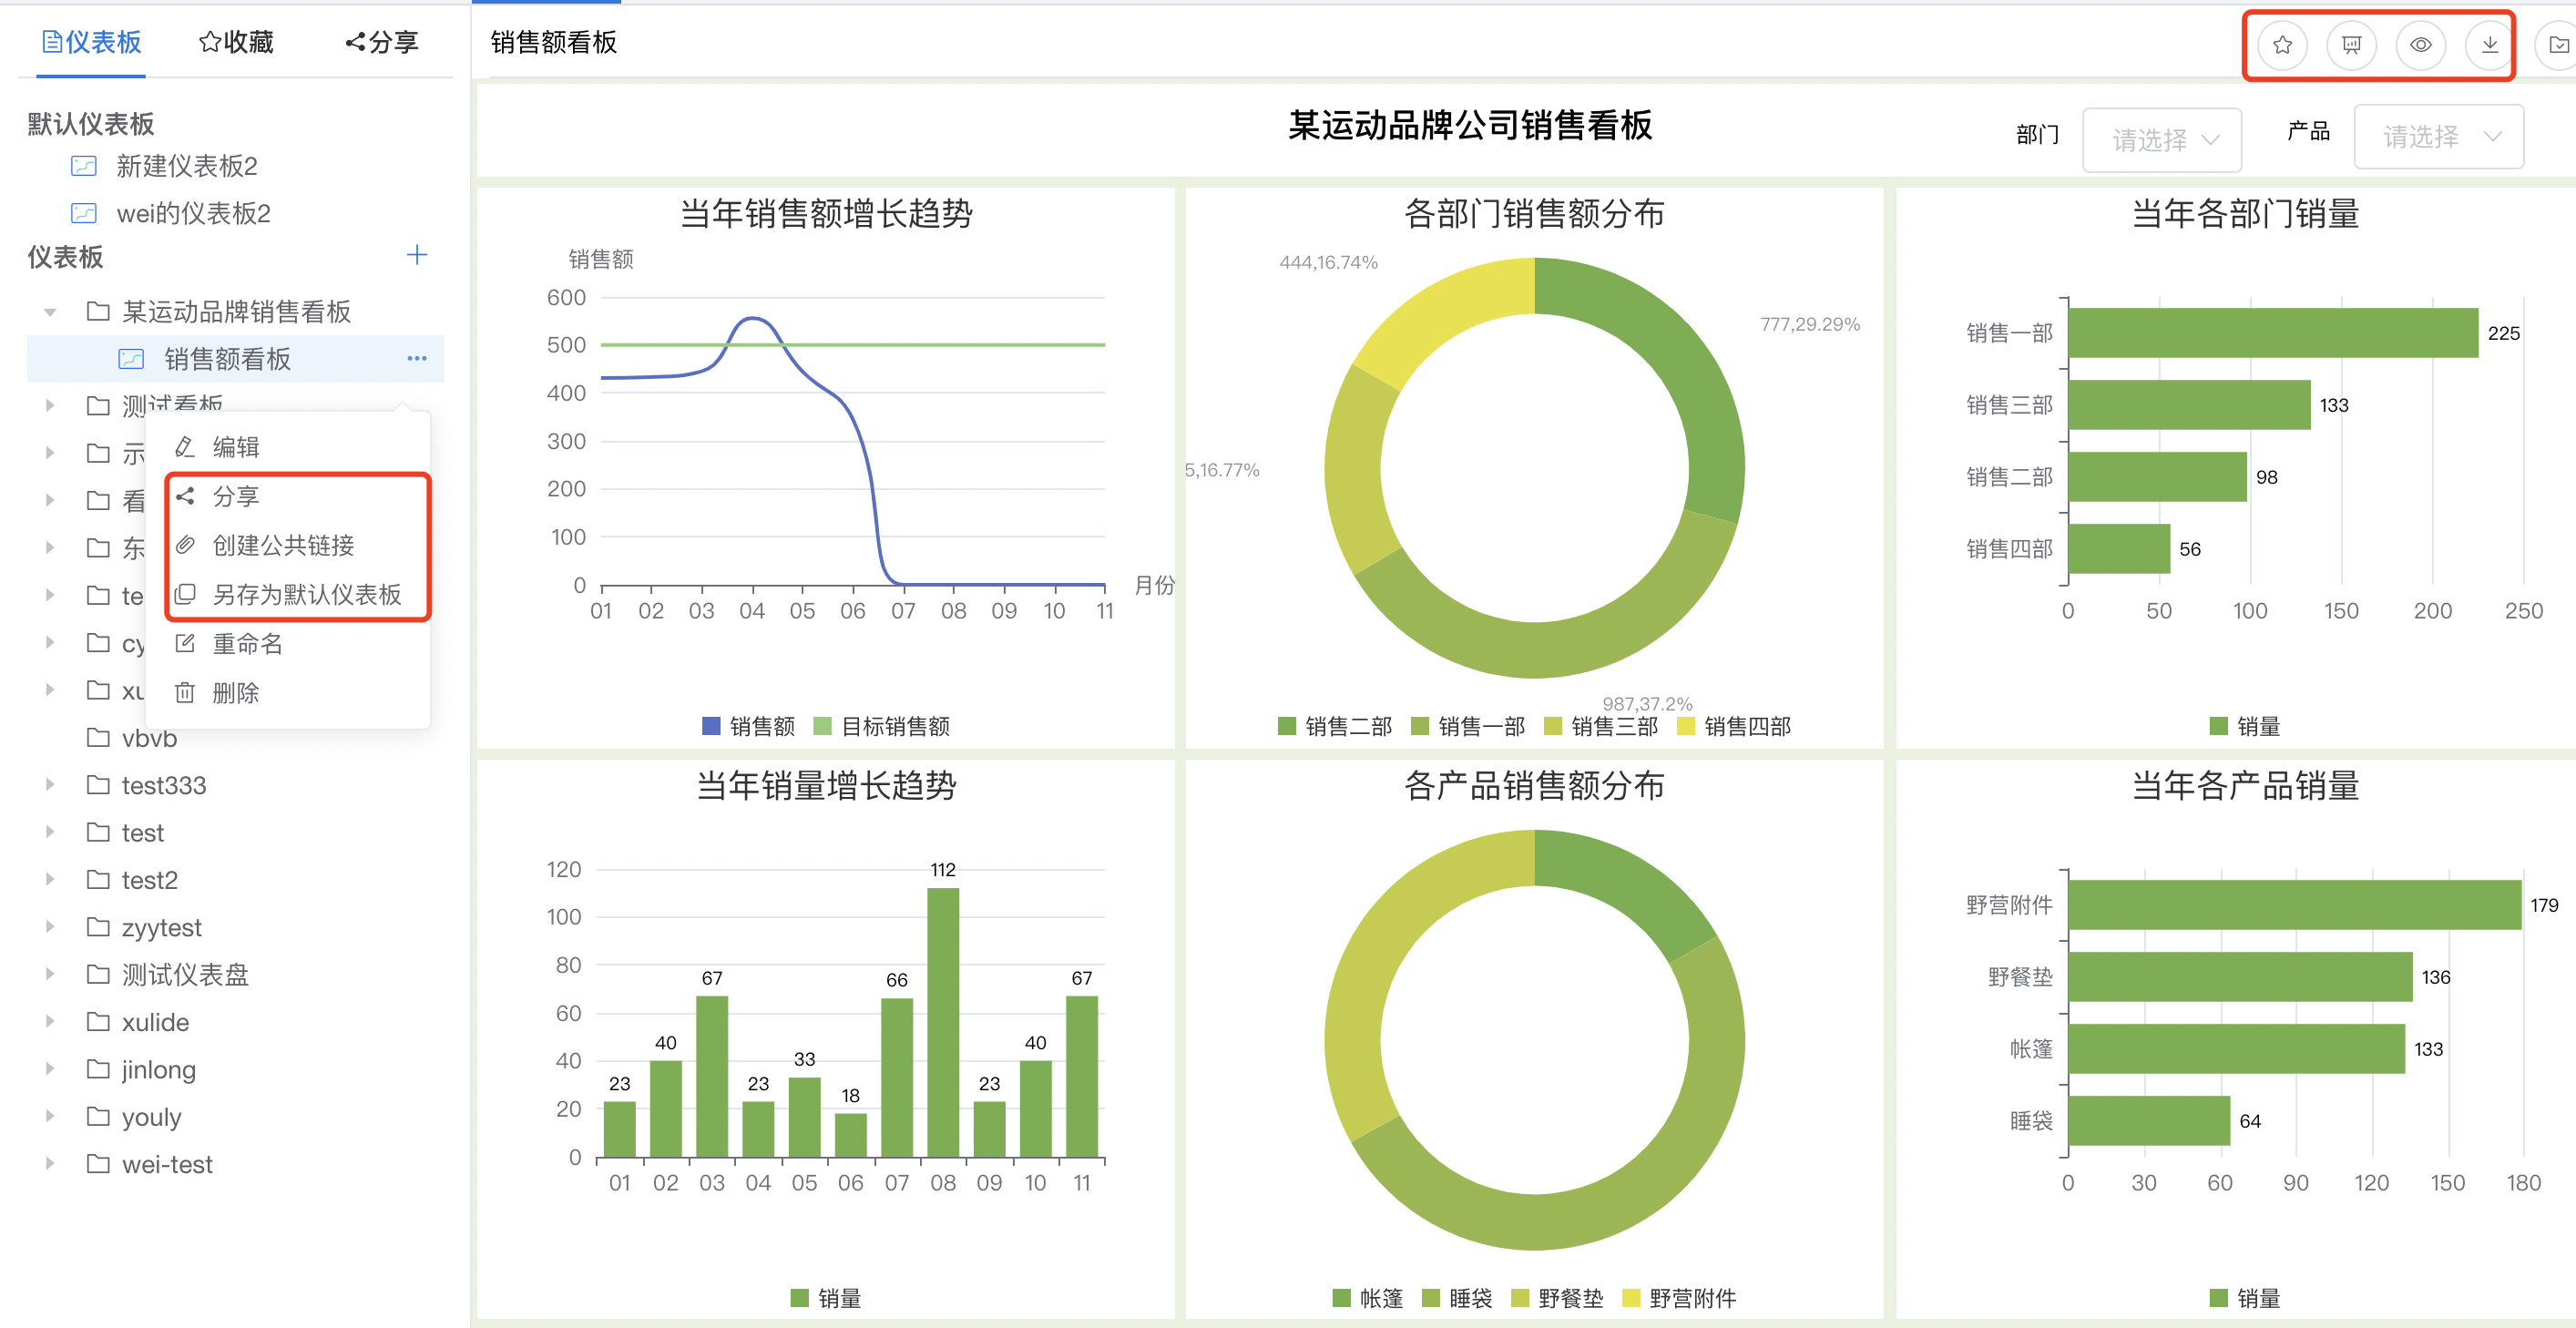 仪表板 收藏 分享
销售额看板
默认仪表板
新建仪表板2
wei的仪表板2
仪表板
某运动品牌销售看板
销售额看板
测试看板
示
看
东
te
cy
xu
vbvb
test333
test
test2
zyytest
测试仪表盘
xulide
jinlong
youly
wei-test
编辑
分享
创建公共链接
另存为默认仪表板
重命名
删除
某运动品牌公司销售看板
部门 请选择 产品 请选择
当年销售额增长趋势
销售额
600
500
400
300
200
100
0
01 02 03 04 05 06 07 08 09 10 11
月份
销售额 目标销售额
各部门销售额分布
444,16.74%
777,29.29%
5,16.77%
987,37.2%
销售二部 销售一部 销售三部 销售四部
当年各部门销量
销售一部 225
销售三部 133
销售二部 98
销售四部 56
0 50 100 150 200 250
销量
当年销量增长趋势
120
100
80
60
40
20
0
23 40 67 23 33 18 66 112 23 40 67
01 02 03 04 05 06 07 08 09 10 11
销量
各产品销售额分布
帐篷 睡袋 野餐垫 野营附件
当年各产品销量
野营附件 179
野餐垫 136
帐篷 133
睡袋 64
0 30 60 90 120 150 180
销量